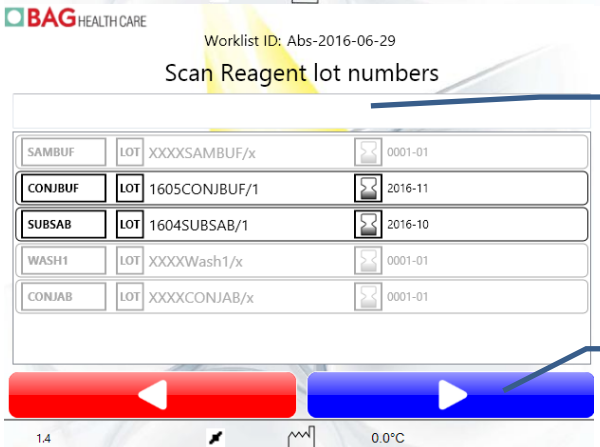 BAG HEALTH CARE
Worklist ID: Abs-2016-06-29
Scan Reagent lot numbers
SAMBUF LOT XXXXSAMBUF/x 0001-01
CONJBUF LOT 1605CONJBUF/1 2016-11
SUBSAB LOT 1604SUBSAB/1 2016-10
WASH1 LOT XXXXWash1/x 0001-01
CONJAB LOT XXXXCONJAB/x 0001-01
1.4 0.0°C